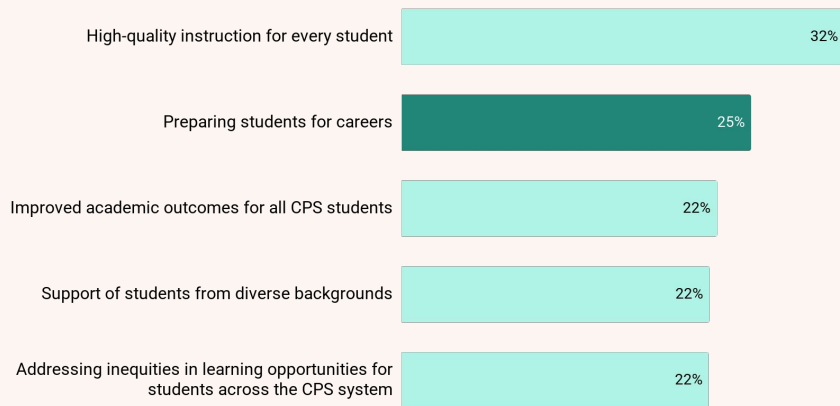 High-quality instruction for every student
32%
Preparing students for careers
25%
Improved academic outcomes for all CPS students
22%
Support of students from diverse backgrounds
22%
Addressing inequities in learning opportunities for
students across the CPS system
22%